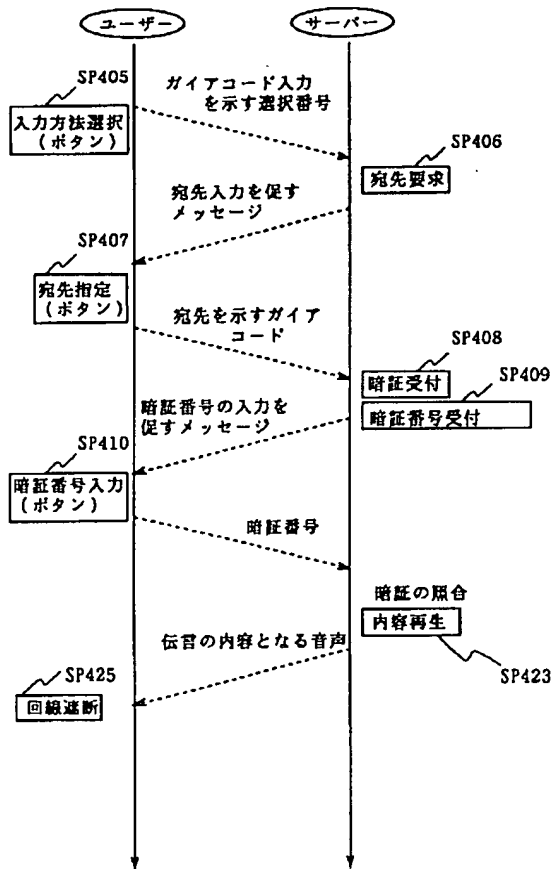 ユーザー
サーバー
SP405
ガイアコード入力
を示す選択番号
入力方法選択
(ボタン)
SP406
宛先要求
宛先入力を促す
メッセージ
SP407
宛先指定
(ボタン)
宛先を示すガイア
コード
SP408
暗証受付
SP409
暗証番号受付
暗証番号の入力を
促すメッセージ
SP410
暗証番号入力
(ボタン)
暗証番号
暗証の照合
内容再生
伝言の内容となる音声
SP423
SP425
回線遮断